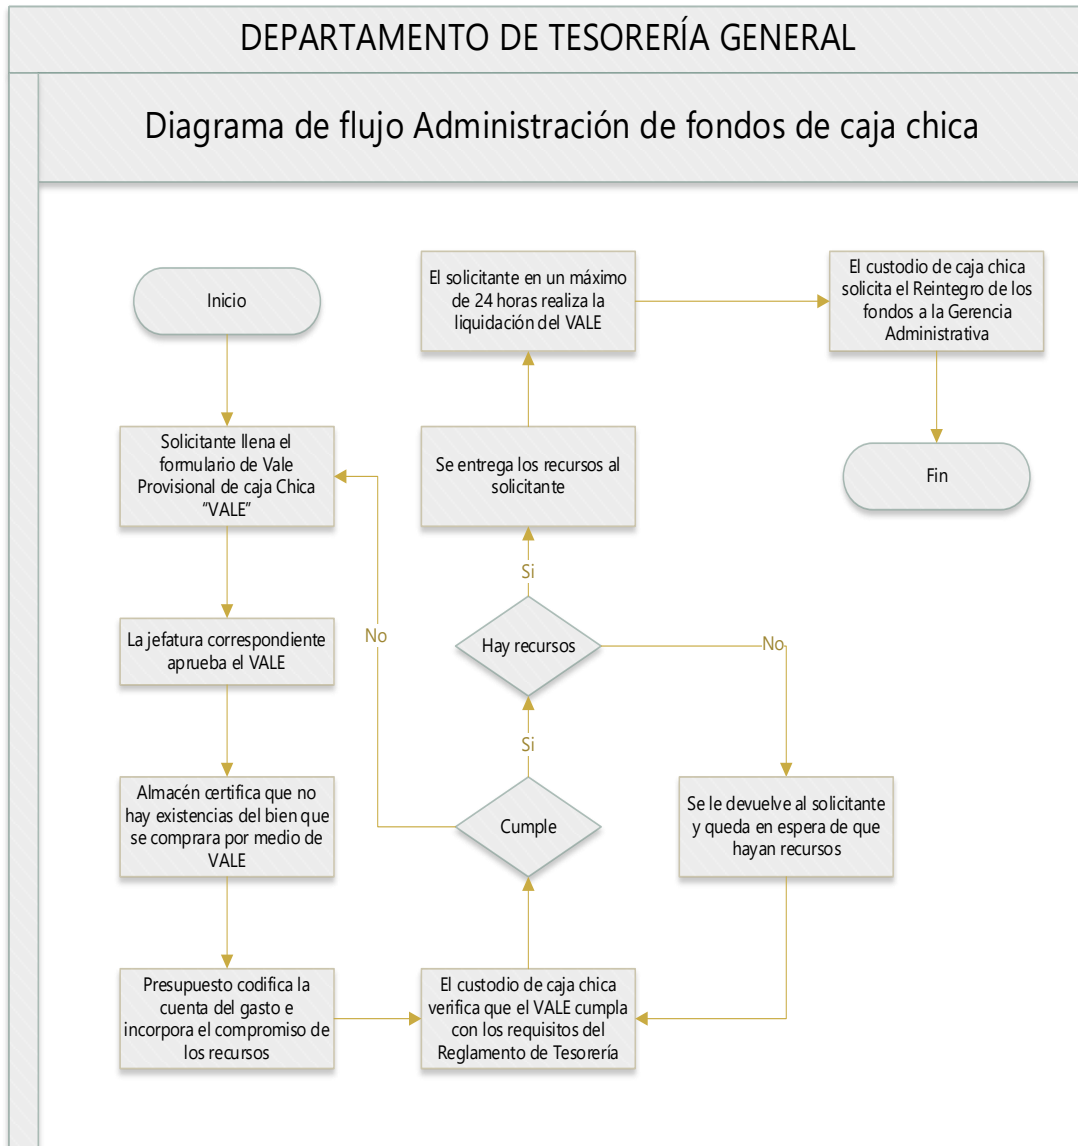 DEPARTAMENTO DE TESORERÍA GENERAL
Diagrama de flujo Administración de fondos de caja chica
Inicio
Solicitante llena el
formulario de Vale
Provisional de caja Chica
“VALE”
La jefatura correspondiente
aprueba el VALE
Almacén certifica que no
hay existencias del bien que
se comprara por medio de
VALE
Presupuesto codifica la
cuenta del gasto e
incorpora el compromiso de
los recursos
El custodio de caja chica
verifica que el VALE cumpla
con los requisitos del
Reglamento de Tesorería
Cumple
No
Si
Hay recursos
No
Se le devuelve al solicitante
y queda en espera de que
hayan recursos
Si
Se entrega los recursos al
solicitante
El solicitante en un máximo
de 24 horas realiza la
liquidación del VALE
El custodio de caja chica
solicita el Reintegro de los
fondos a la Gerencia
Administrativa
Fin